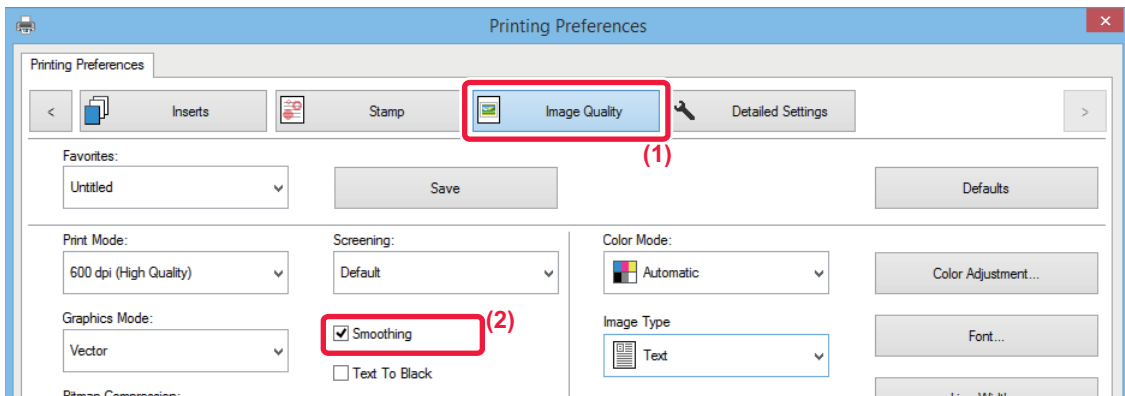 Printing Preferences
Printing Preferences
< Inserts Stamp Image Quality Detailed Settings >
(1)
Favorites:
Untitled Save Defaults
Print Mode: Screening: Color Mode:
600 dpi (High Quality) Default Automatic Color Adjustment...
Graphics Mode: Smoothing (2) Image Type
Vector Text Font...
Text To Black
Bitmap Compression: